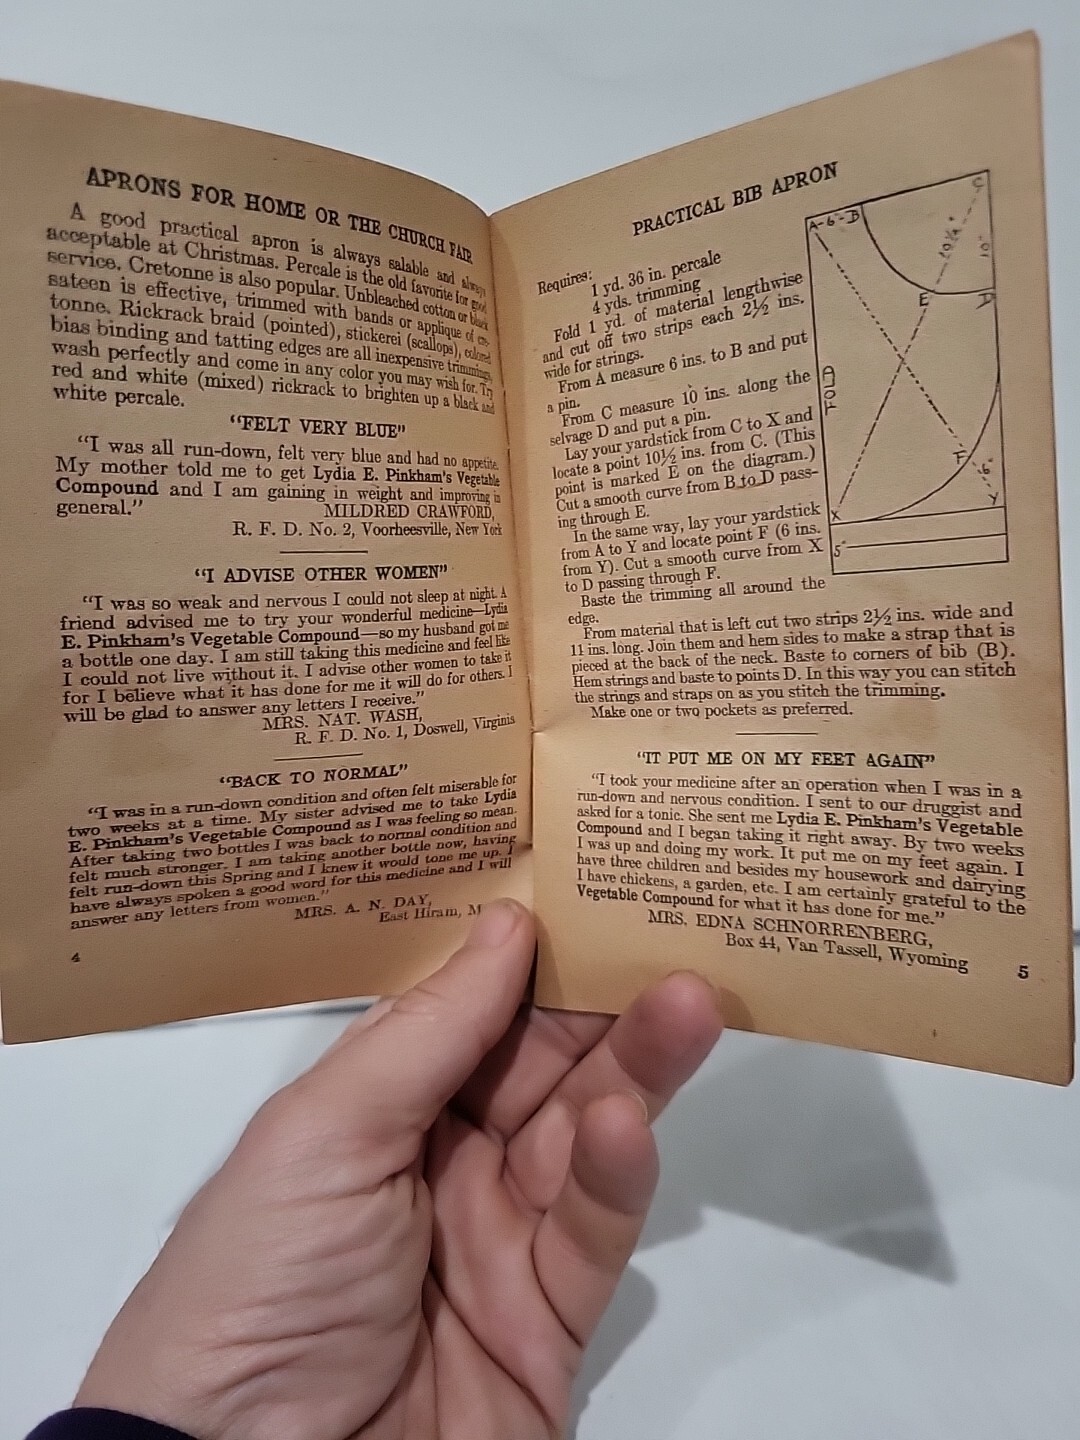 APRONS FOR HOME OR THE CHURCH FAIR
A good practical apron is always salable and always
acceptable at Christmas. Percale is the old favorite for good
service. Cretonne is also popular. Unbleached cotton or black
sateen is effective, trimmed with bands or applique of cre-
tonne. Rickrack braid (pointed), stickerei (scallops), colored
bias binding and tatting edges are all inexpensive trimmings,
wash perfectly and come in any color you may wish for. Try
red and white (mixed) rickrack to brighten up a black and
white percale.
"FELT VERY BLUE"
"I was all run-down, felt very blue and had no appetite.
My mother told me to get Lydia E. Pinkham's Vegetable
Compound and I am gaining in weight and improving in
general."
MILDRED CRAWFORD,
R. F. D. No. 2, Voorheesville, New York
"I ADVISE OTHER WOMEN"
"I was so weak and nervous I could not sleep at night. A
friend advised me to try your wonderful medicine—Lydia
E. Pinkham's Vegetable Compound—so my husband got me
a bottle one day. I am still taking this medicine and feel like
I could not live without it. I advise other women to take it
for I believe what it has done for me it will do for others. I
will be glad to answer any letters I receive."
MRS. NAT. WASH,
R. F. D. No. 1, Doswell, Virginia
"BACK TO NORMAL"
"I was in a run-down condition and often felt miserable for
two weeks at a time. My sister advised me to take Lydia
E. Pinkham's Vegetable Compound as I was feeling so mean.
After taking two bottles I was back to normal condition and
felt much stronger. I am taking another bottle now, having
felt run-down this Spring and I knew it would tone me up. I
have always spoken a good word for this medicine and I will
answer any letters from women."
MRS. A. N. DAY,
East Hiram,
4
PRACTICAL BIB APRON
Requires:
1 yd. 36 in. percale
4 yds. trimming
Fold 1 yd. of material lengthwise
and cut off two strips each 2½ ins.
wide for strings.
From A measure 6 ins. to B and put
a pin.
From C measure 10 ins. along the
selvage D and put a pin.
Lay your yardstick from C to X and
locate a point 10½ ins. from C. (This
point is marked E on the diagram.)
Cut a smooth curve from B to D pass-
ing through E.
In the same way, lay your yardstick
from A to Y and locate point F (6 ins.
from Y). Cut a smooth curve from X
to D passing through F.
Baste the trimming all around the
edge.
A-6"-B
C
10½"
10"
E
D
FOLD
F
6"
X
Y
5"
From material that is left cut two strips 2½ ins. wide and
11 ins. long. Join them and hem sides to make a strap that is
pieced at the back of the neck. Baste to corners of bib (B).
Hem strings and baste to points D. In this way you can stitch
the strings and straps on as you stitch the trimming.
Make one or two pockets as preferred.
"IT PUT ME ON MY FEET AGAIN"
"I took your medicine after an operation when I was in a
run-down and nervous condition. I sent to our druggist and
asked for a tonic. She sent me Lydia E. Pinkham's Vegetable
Compound and I began taking it right away. By two weeks
I was up and doing my work. It put me on my feet again. I
have three children and besides my housework and dairying
I have chickens, a garden, etc. I am certainly grateful to the
Vegetable Compound for what it has done for me."
MRS. EDNA SCHNORRENBERG,
Box 44, Van Tassell, Wyoming
5